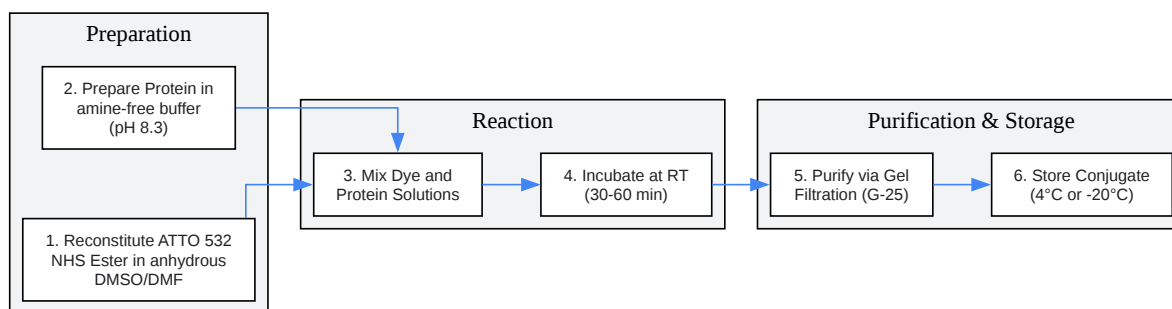 Preparation
2. Prepare Protein in
amine-free buffer
(pH 8.3)
1. Reconstitute ATTO 532
NHS Ester in anhydrous
DMSO/DMF
Reaction
3. Mix Dye and
Protein Solutions
4. Incubate at RT
(30-60 min)
Purification & Storage
5. Purify via Gel
Filtration (G-25)
6. Store Conjugate
(4°C or -20°C)